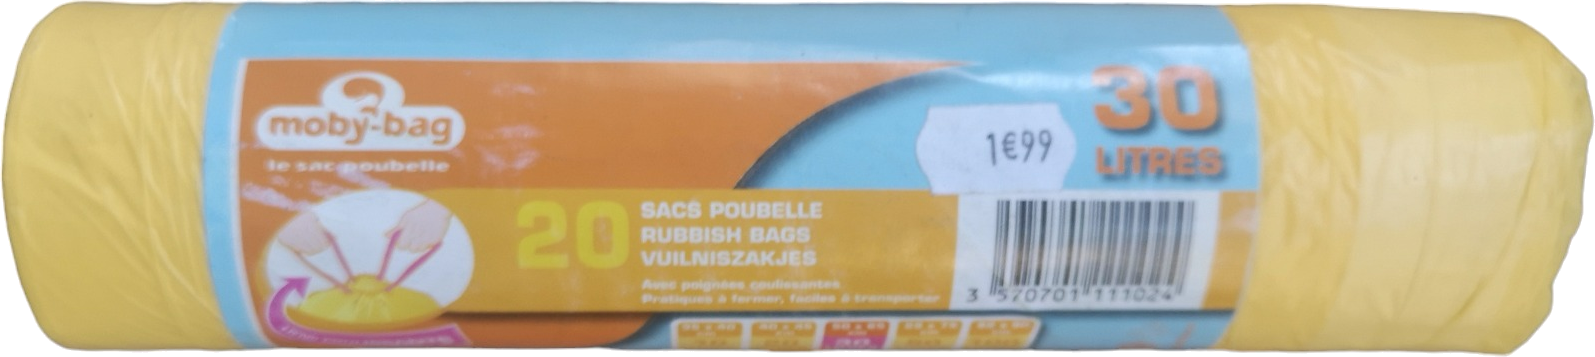 moby-bag
le sac poubelle
30
LITRES
1€99
20
SACS POUBELLE
RUBBISH BAGS
VUILNISZAKJES
Avec poignées coulissantes
Pratiques à fermer, faciles à transporter
3 570701 111024
30